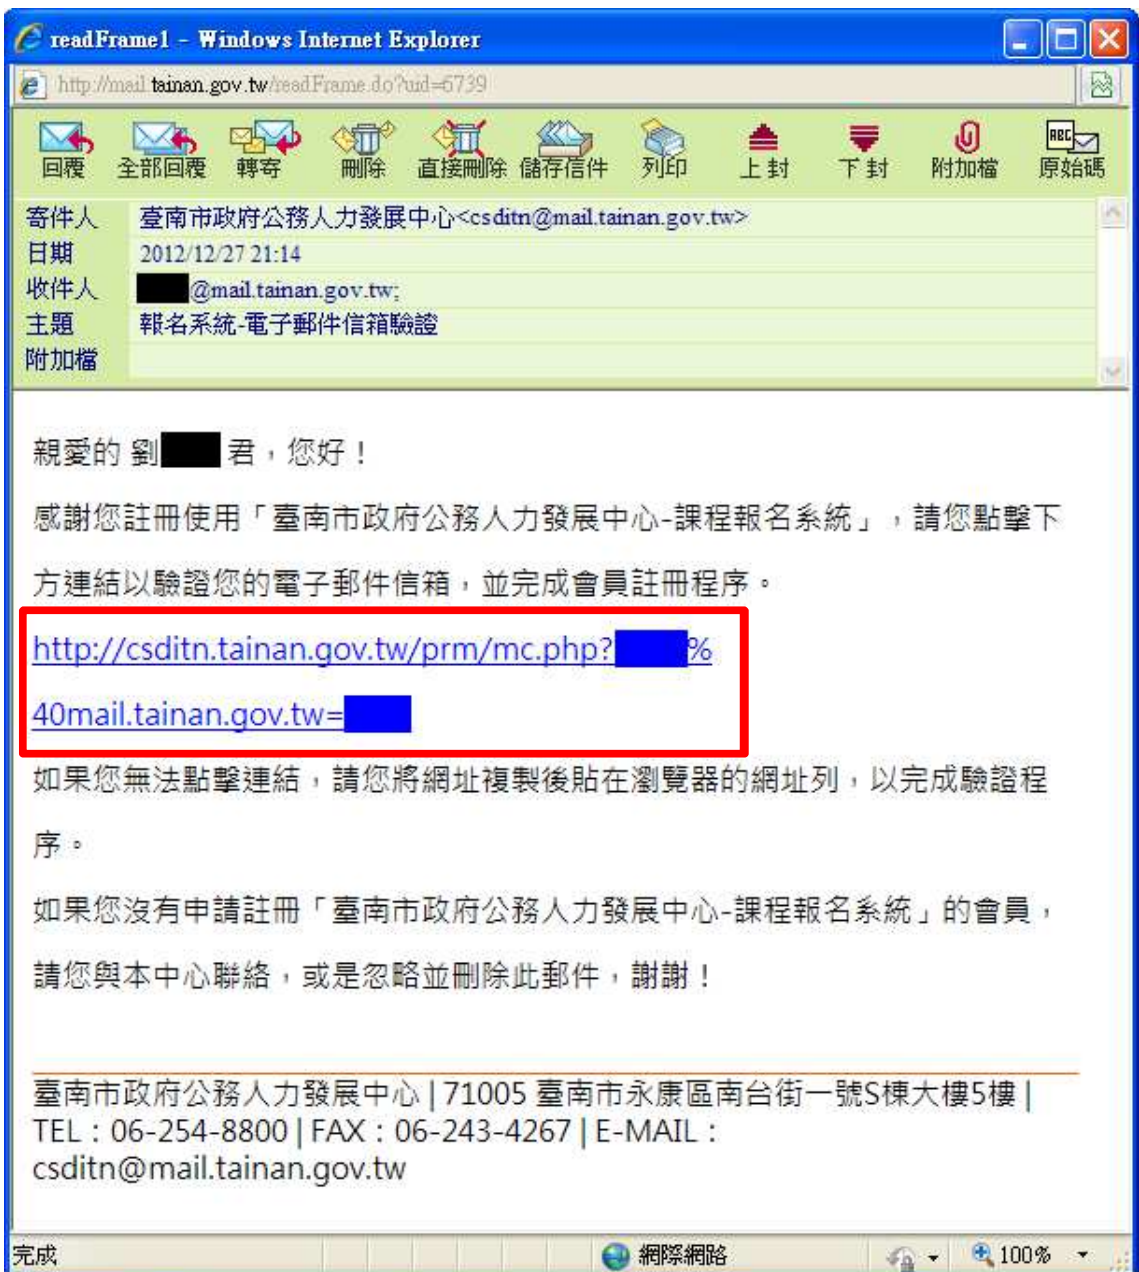 readFrame1 - Windows Internet Explorer
http://mail.tainan.gov.tw/readFrame.do?uid=6739
回覆 全部回覆 轉寄 刪除 直接刪除 儲存信件 列印 上封 下封 附加檔 原始碼
ABC
寄件人 臺南市政府公務人力發展中心<csditn@mail.tainan.gov.tw>
日期 2012/12/27 21:14
收件人 @mail.tainan.gov.tw;
主題 報名系統-電子郵件信箱驗證
附加檔
親愛的 劉 君，您好！
感謝您註冊使用「臺南市政府公務人力發展中心-課程報名系統」，請您點擊下
方連結以驗證您的電子郵件信箱，並完成會員註冊程序。
http://csditn.tainan.gov.tw/prm/mc.php? %
40mail.tainan.gov.tw=
如果您無法點擊連結，請您將網址複製後貼在瀏覽器的網址列，以完成驗證程
序。
如果您沒有申請註冊「臺南市政府公務人力發展中心-課程報名系統」的會員，
請您與本中心聯絡，或是忽略並刪除此郵件，謝謝！
臺南市政府公務人力發展中心 | 71005 臺南市永康區南台街一號S棟大樓5樓 |
TEL：06-254-8800 | FAX：06-243-4267 | E-MAIL：
csditn@mail.tainan.gov.tw
完成 網際網路 100%